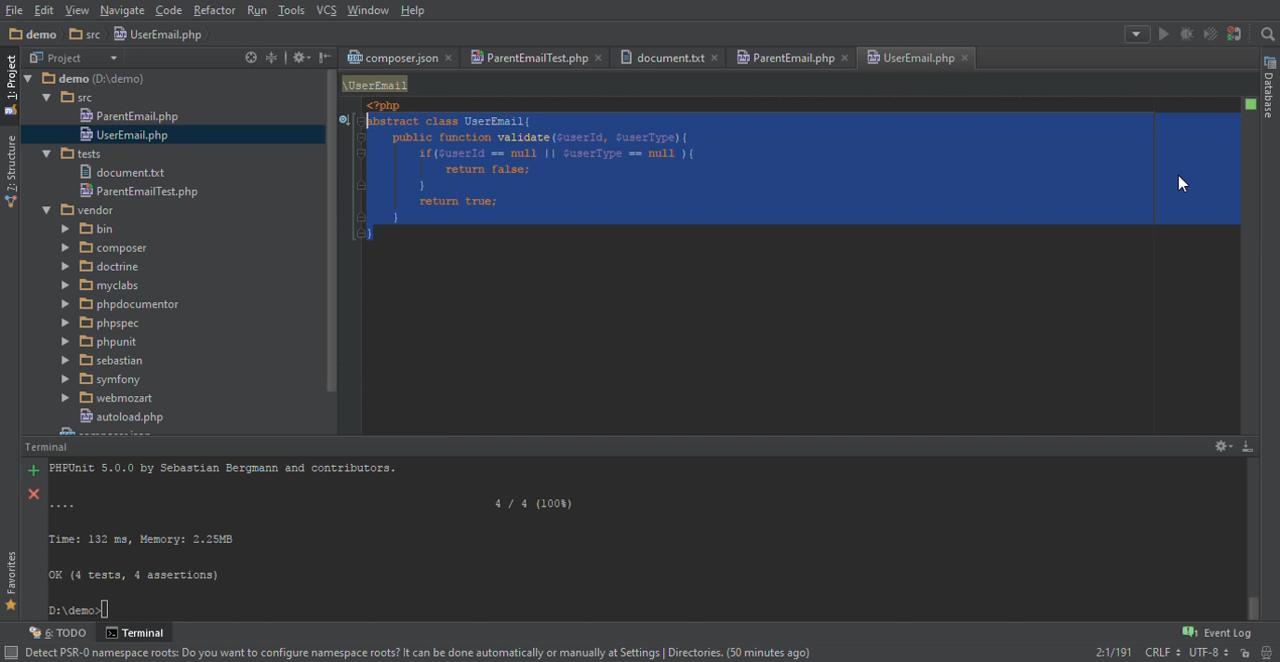 File Edit View Navigate Code Refactor Run Tools VCS Window Help
demo src UserEmail.php
Project
composer.json ParentEmailTest.php document.txt ParentEmail.php UserEmail.php
1: Project
7: Structure
Favorites
Database
demo (D:\demo)
src
ParentEmail.php
UserEmail.php
tests
document.txt
ParentEmailTest.php
vendor
bin
composer
doctrine
myclabs
phpdocumentor
phpspec
phpunit
sebastian
symfony
webmozart
autoload.php
\UserEmail
<?php
abstract class UserEmail{
public function validate($userId, $userType){
if($userId == null || $userType == null ){
return false;
}
return true;
}
}
Terminal
PHPUnit 5.0.0 by Sebastian Bergmann and contributors.
.... 4 / 4 (100%)
Time: 132 ms, Memory: 2.25MB
OK (4 tests, 4 assertions)
D:\demo>
6: TODO Terminal Event Log
Detect PSR-0 namespace roots: Do you want to configure namespace roots? It can be done automatically or manually at Settings | Directories. (50 minutes ago) 2:1/191 CRLF UTF-8